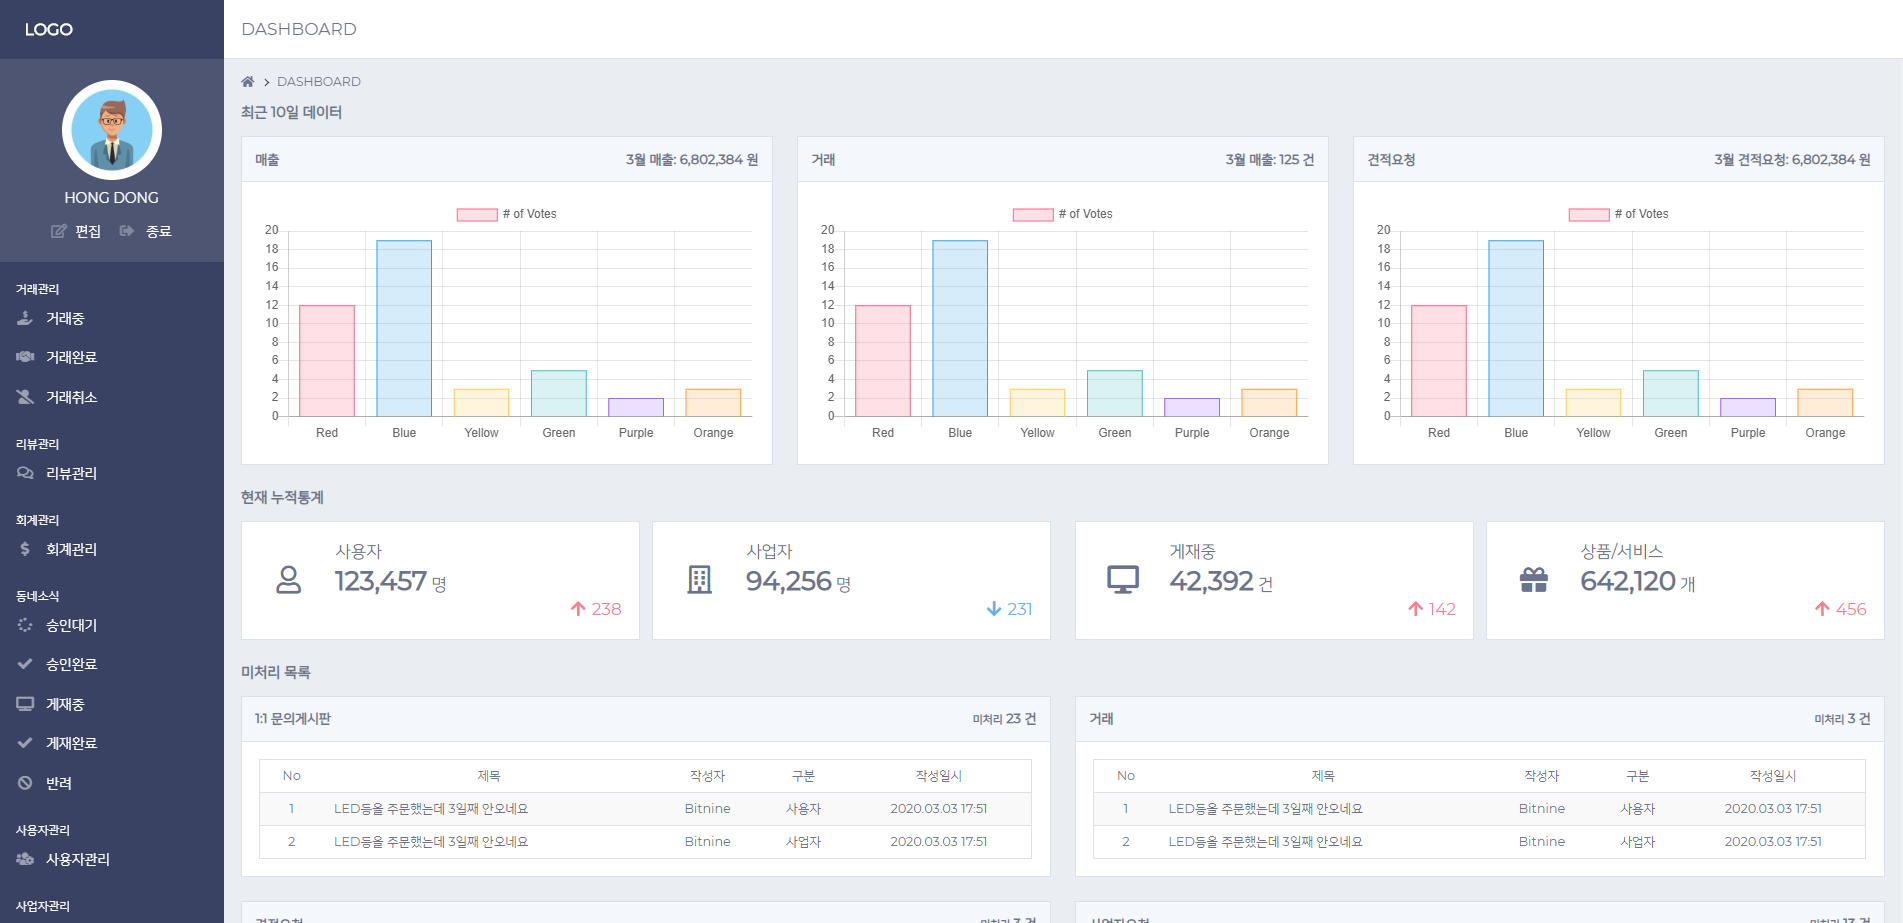 LOGO
HONG DONG
편집 종료
거래관리
거래중
거래완료
거래취소
리뷰관리
리뷰관리
회계관리
회계관리
동네소식
승인대기
승인완료
게재중
게재완료
반려
사용자관리
사용자관리
사업자관리
DASHBOARD
DASHBOARD
최근 10일 데이터
매출 3월 매출: 6,802,384 원
# of Votes
20
18
16
14
12
10
8
6
4
2
0
Red Blue Yellow Green Purple Orange
거래 3월 매출: 125 건
# of Votes
20
18
16
14
12
10
8
6
4
2
0
Red Blue Yellow Green Purple Orange
견적요청 3월 견적요청: 6,802,384 원
# of Votes
20
18
16
14
12
10
8
6
4
2
0
Red Blue Yellow Green Purple Orange
현재 누적통계
사용자
123,457 명
238
사업자
94,256 명
231
게재중
42,392 건
142
상품/서비스
642,120 개
456
미처리 목록
1:1 문의게시판 미처리 23 건
No 제목 작성자 구분 작성일시
1 LED등을 주문했는데 3일째 안오네요 Bitnine 사용자 2020.03.03 17:51
2 LED등을 주문했는데 3일째 안오네요 Bitnine 사업자 2020.03.03 17:51
거래 미처리 3 건
No 제목 작성자 구분 작성일시
1 LED등을 주문했는데 3일째 안오네요 Bitnine 사용자 2020.03.03 17:51
2 LED등을 주문했는데 3일째 안오네요 Bitnine 사업자 2020.03.03 17:51
견적요청 미처리 3 건
사업자요청 미처리 13 건